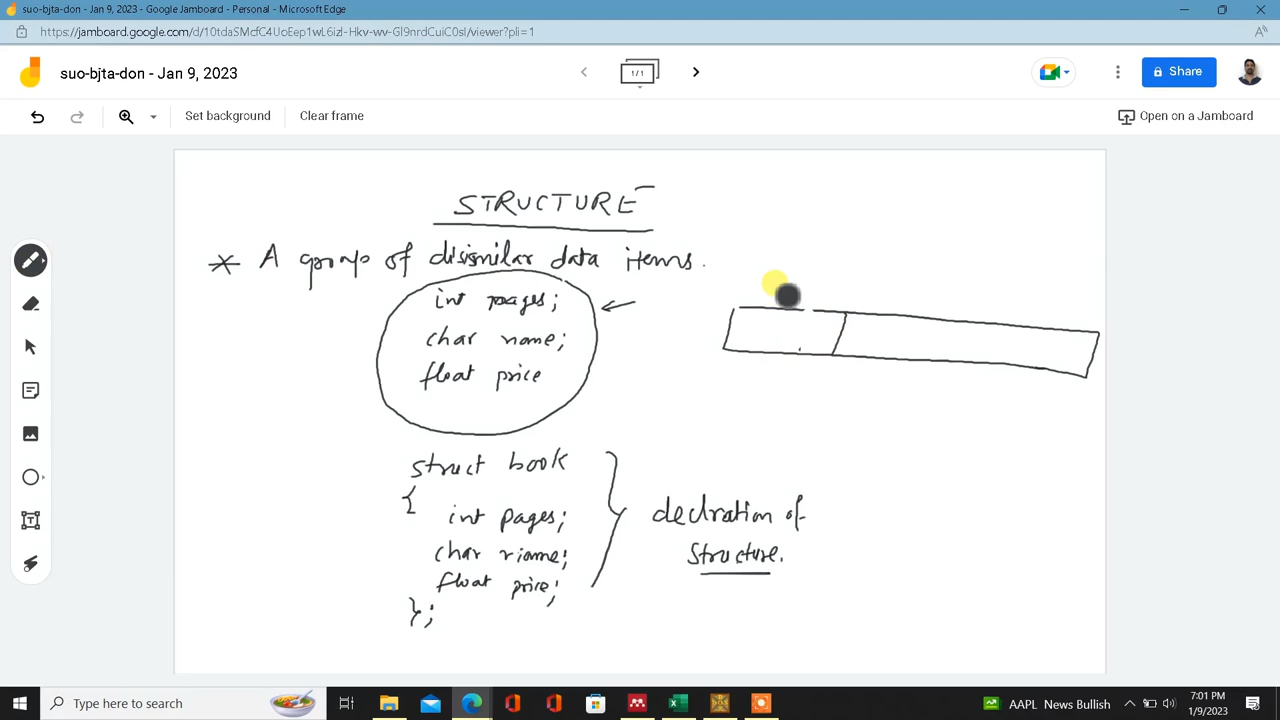 suo-bjta-don - Jan 9, 2023 - Google Jamboard - Personal - Microsoft Edge
https://jamboard.google.com/d/10tdaSMcfC4UoEep1wL6izI-Hkv-wv-Gl9nrdCuiC0sI/viewer?pli=1
suo-bjta-don - Jan 9, 2023
1/1
Share
Set background
Clear frame
Open on a Jamboard
STRUCTURE
* A group of disismilar data items.
int pages;
char name;
float price
struct book
{
int pages;
char name;
float price;
};
declration of
structure.
Type here to search
AAPL News Bullish
7:01 PM
1/9/2023